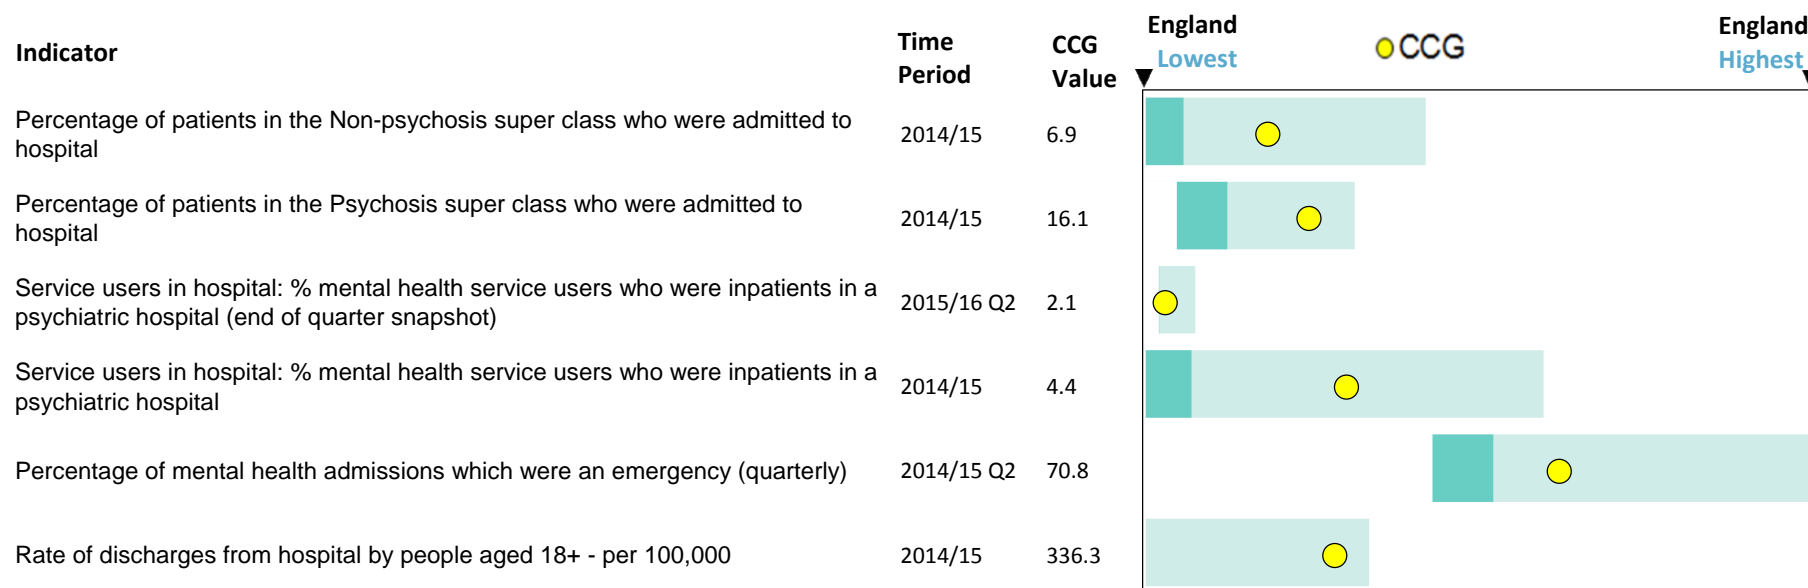 Indicator
Time Period
CCG Value
England Lowest
CCG
England Highest
Percentage of patients in the Non-psychosis super class who were admitted to
hospital
2014/15
6.9
Percentage of patients in the Psychosis super class who were admitted to
hospital
2014/15
16.1
Service users in hospital: % mental health service users who were inpatients in a
psychiatric hospital (end of quarter snapshot)
2015/16 Q2
2.1
Service users in hospital: % mental health service users who were inpatients in a
psychiatric hospital
2014/15
4.4
Percentage of mental health admissions which were an emergency (quarterly)
2014/15 Q2
70.8
Rate of discharges from hospital by people aged 18+ - per 100,000
2014/15
336.3